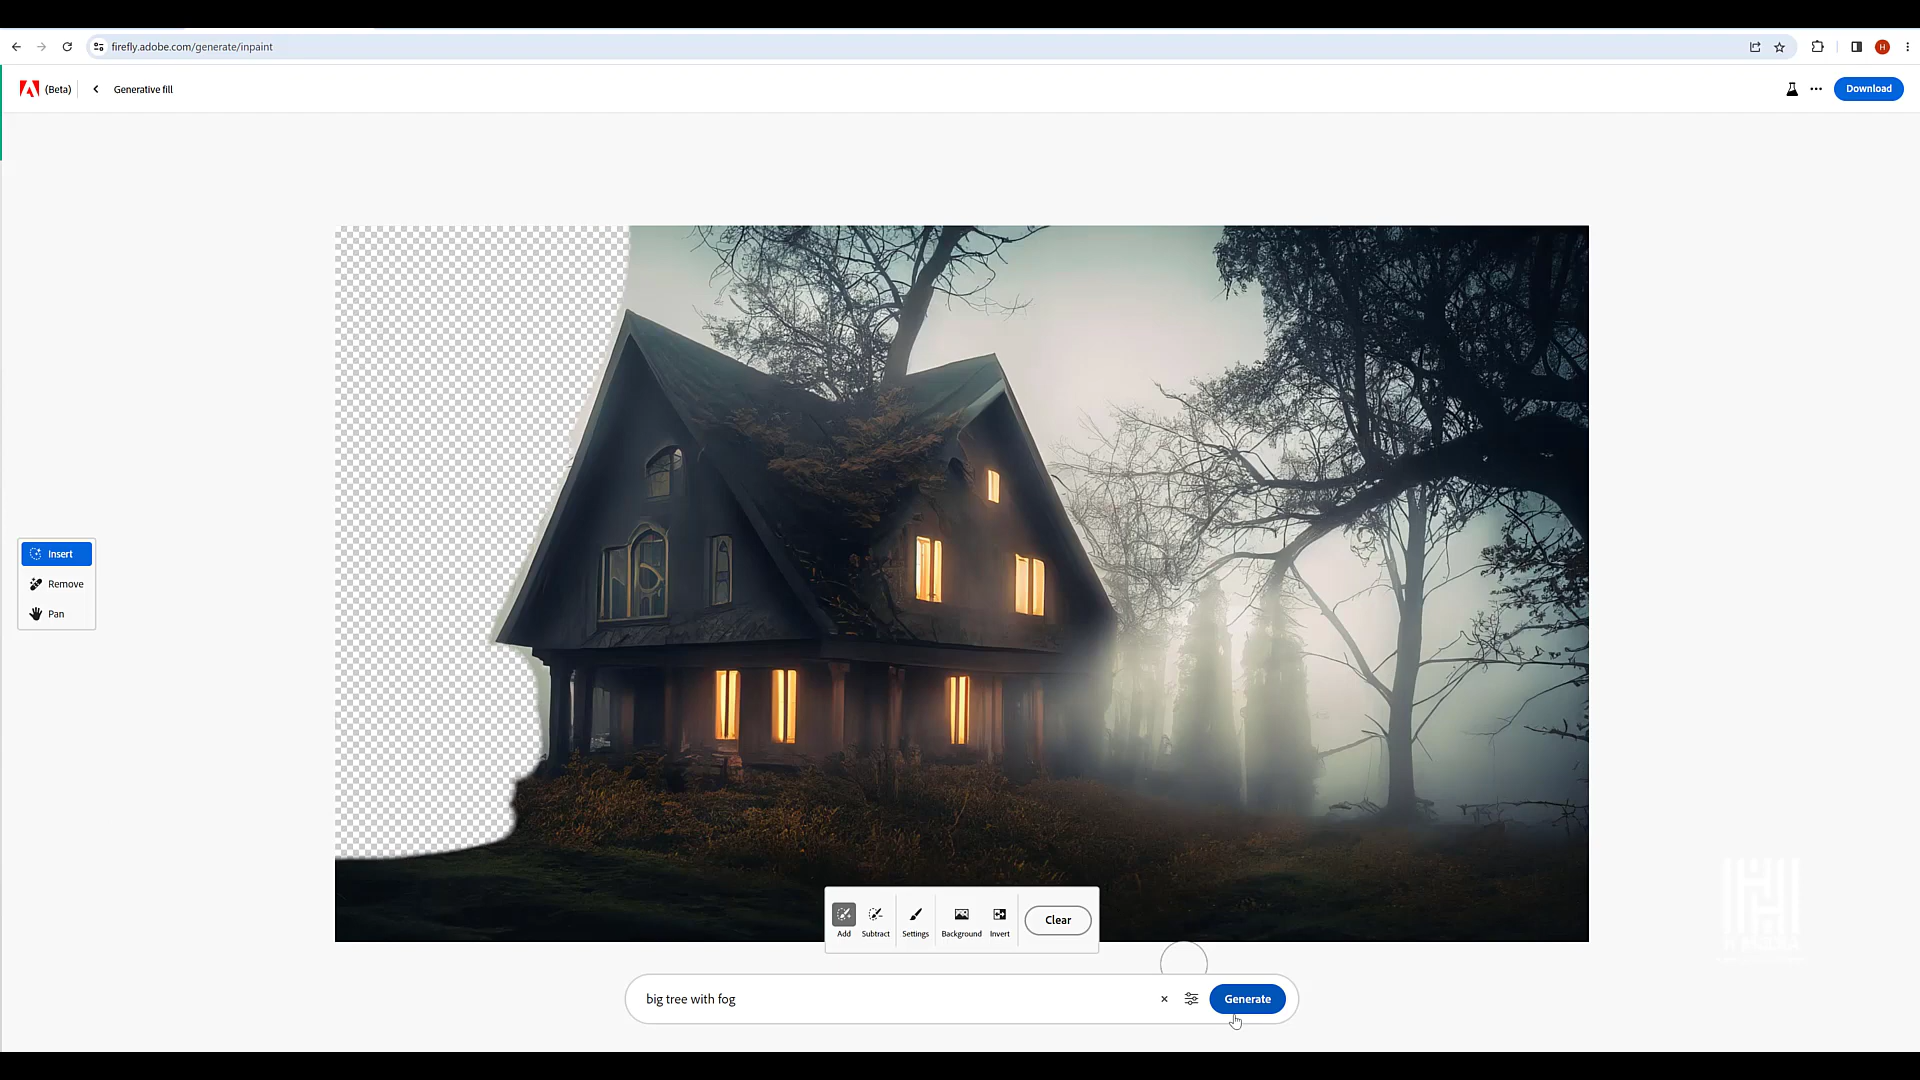 firefly.adobe.com/generate/inpaint
H
(Beta)
Generative fill
Download
Insert
Remove
Pan
Add
Subtract
Settings
Background
Invert
Clear
big tree with fog
Generate